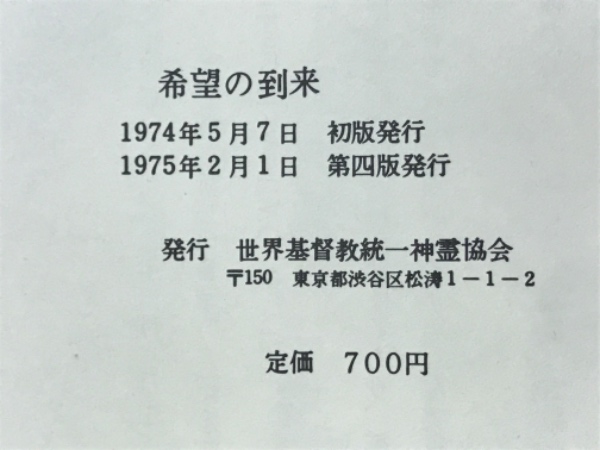 希望の到来
1974年5月7日　初版発行
1975年2月1日　第四版発行
発行　世界基督教統一神霊協会
〒150　東京都渋谷区松涛1－1－2
定価　700円